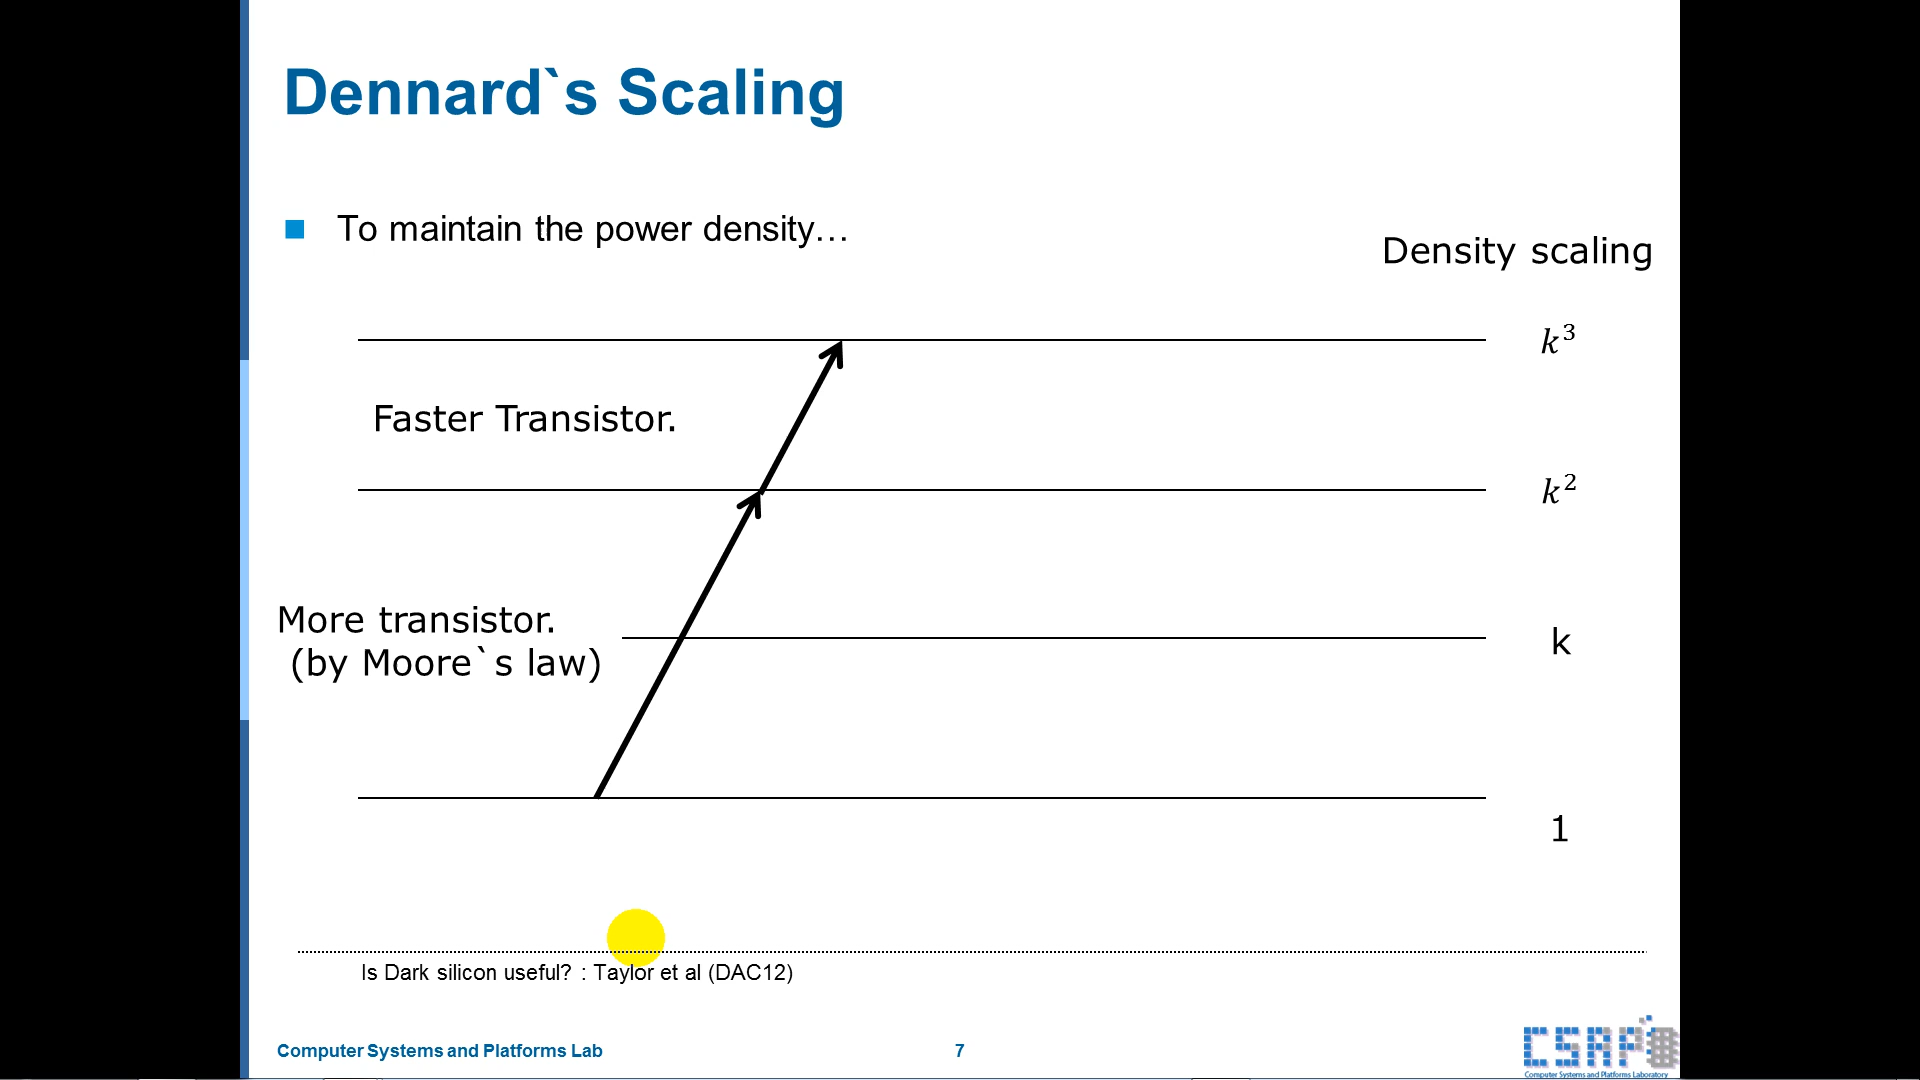 Dennard`s Scaling
To maintain the power density…
Density scaling
k³
Faster Transistor.
k²
More transistor.
(by Moore`s law)
k
1
Is Dark silicon useful? : Taylor et al (DAC12)
Computer Systems and Platforms Lab
7
CSAP
Computer Systems and Platforms Laboratory